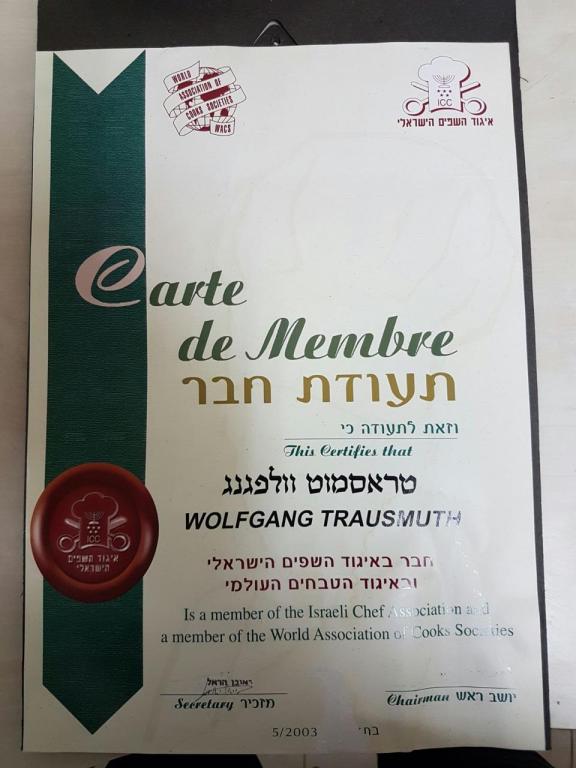 WORLD
ASSOCIATION OF
COOKS SOCIETIES
WACS
ICC
איגוד השפים הישראלי
Carte
de Membre
תעודת חבר
וזאת לתעודה כי
This Certifies that
טראסמוט וולפגנג
WOLFGANG TRAUSMUTH
חבר באיגוד השפים הישראלי
ובאיגוד הטבחים העולמי
Is a member of the Israeli Chef Association and
a member of the World Association of Cooks Societies
ICC
איגוד השפים
הישראלי
ראובן הראל
Secretary מזכיר
Chairman יושב ראש
5/2003